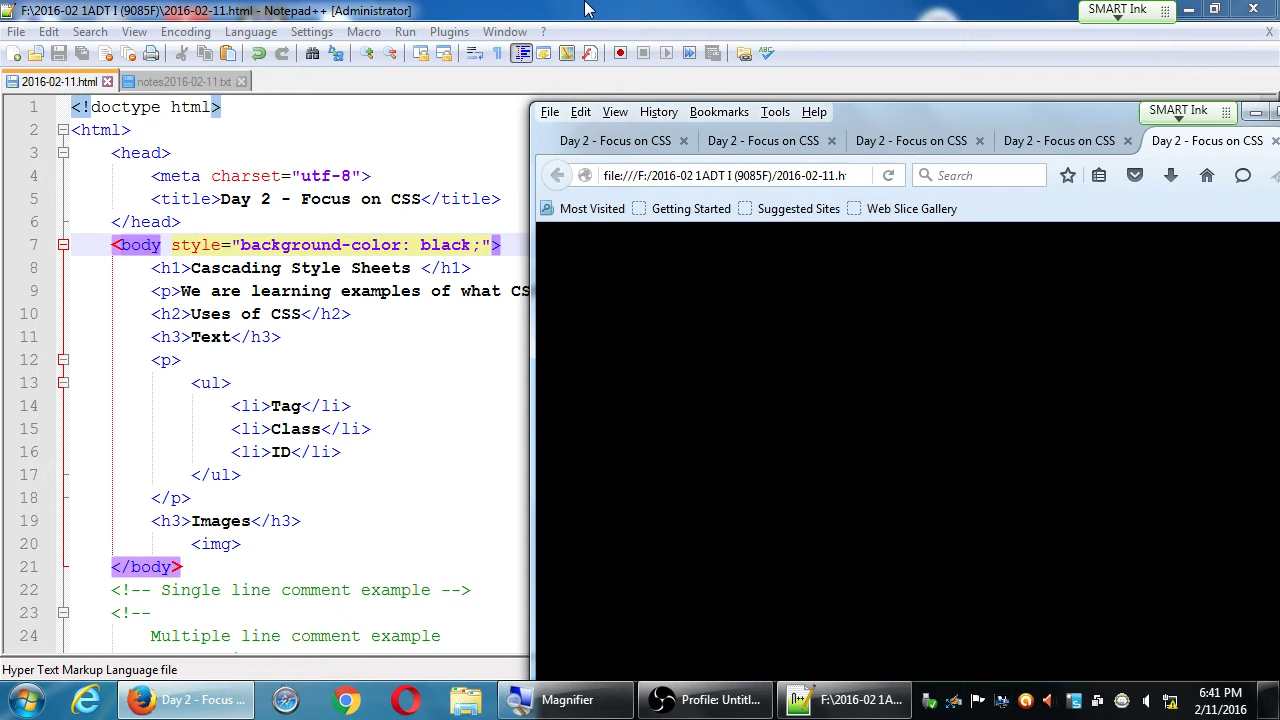 F:\2016-02 1ADT I (9085F)\2016-02-11.html - Notepad++ [Administrator]
SMART Ink
File Edit Search View Encoding Language Settings Macro Run Plugins Window ? X
2016-02-11.html notes2016-02-11.txt
1 <!doctype html>
2 <html>
3 <head>
4 <meta charset="utf-8">
5 <title>Day 2 - Focus on CSS</title>
6 </head>
7 <body style="background-color: black;">
8 <h1>Cascading Style Sheets </h1>
9 <p>We are learning examples of what CS
10 <h2>Uses of CSS</h2>
11 <h3>Text</h3>
12 <p>
13 <ul>
14 <li>Tag</li>
15 <li>Class</li>
16 <li>ID</li>
17 </ul>
18 </p>
19 <h3>Images</h3>
20 <img>
21 </body>
22 <!-- Single line comment example -->
23 <!--
24 Multiple line comment example
Hyper Text Markup Language file
File Edit View History Bookmarks Tools Help
SMART Ink
Day 2 - Focus on CSS Day 2 - Focus on CSS Day 2 - Focus on CSS Day 2 - Focus on CSS Day 2 - Focus on CSS
file:///F:/2016-02 1ADT I (9085F)/2016-02-11.h
Search
Most Visited Getting Started Suggested Sites Web Slice Gallery
Day 2 - Focus ... Magnifier Profile: Untitl... F:\2016-02 1A...
6:41 PM
2/11/2016